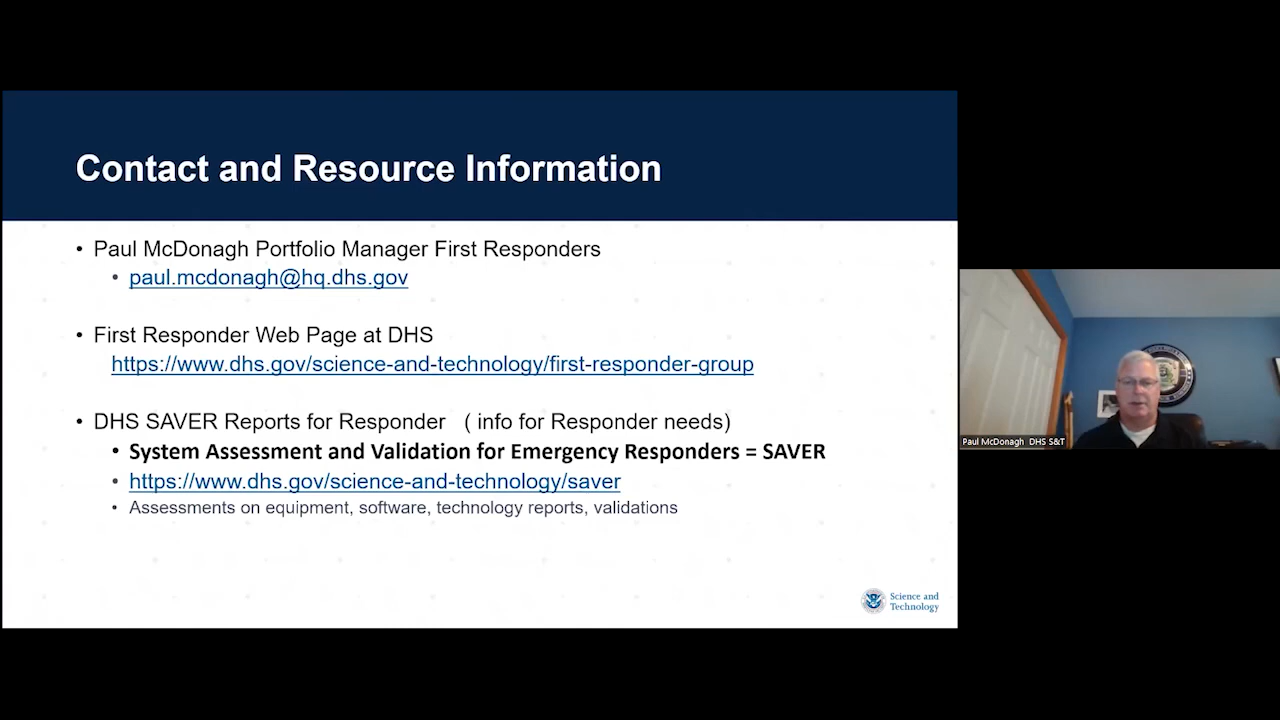 Contact and Resource Information
• Paul McDonagh Portfolio Manager First Responders
• paul.mcdonagh@hq.dhs.gov
• First Responder Web Page at DHS
https://www.dhs.gov/science-and-technology/first-responder-group
• DHS SAVER Reports for Responder ( info for Responder needs)
• System Assessment and Validation for Emergency Responders = SAVER
• https://www.dhs.gov/science-and-technology/saver
• Assessments on equipment, software, technology reports, validations
Science and
Technology
Paul McDonagh DHS S&T